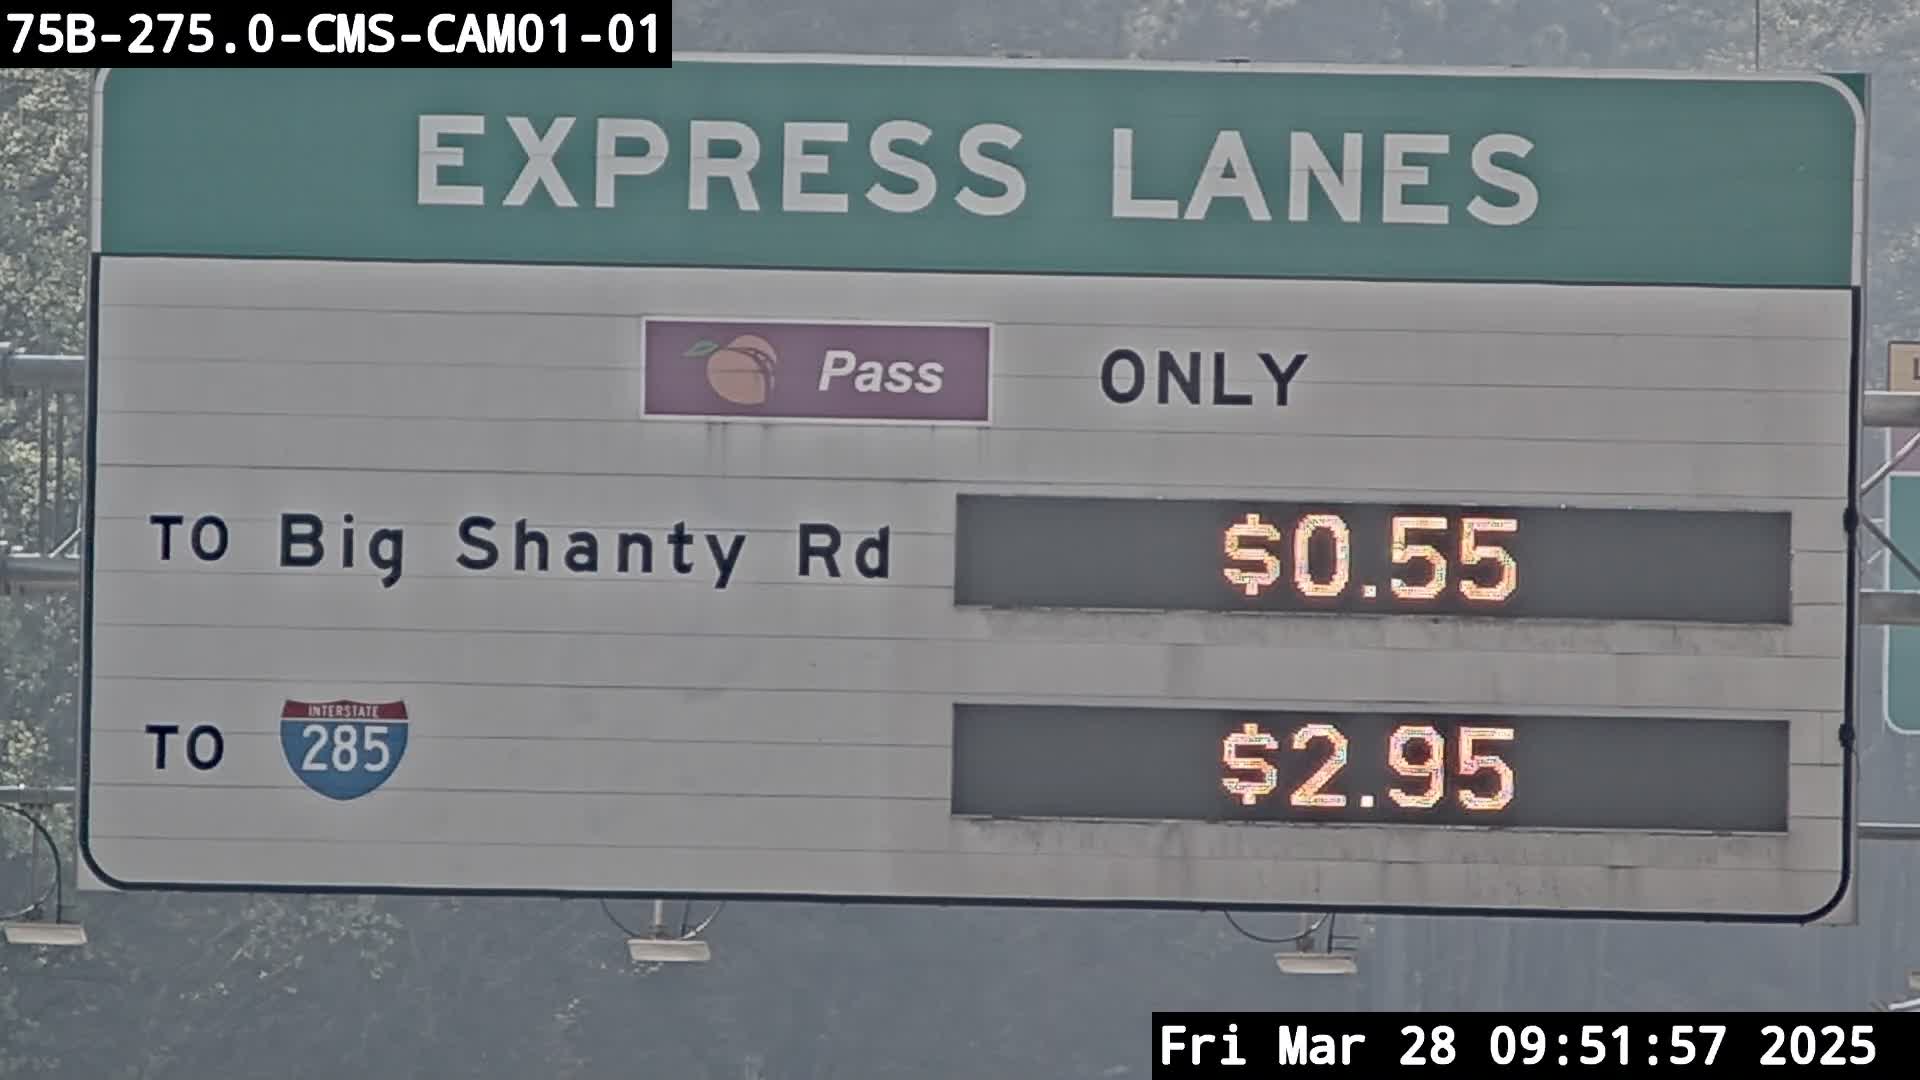 75B-275.0-CMS-CAM01-01
EXPRESS LANES
Pass ONLY
TO Big Shanty Rd $0.55
INTERSTATE
TO 285 $2.95
Fri Mar 28 09:51:57 2025